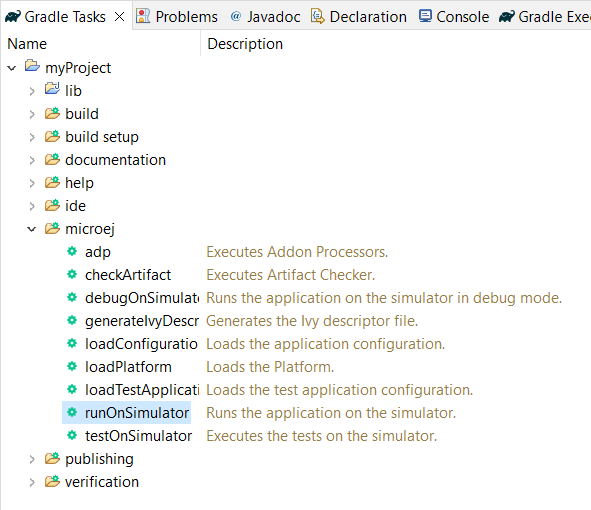 Gradle Tasks Problems @ Javadoc Declaration Console Gradle Exe
Name Description
myProject
lib
build
build setup
documentation
help
ide
microej
adp Executes Addon Processors.
checkArtifact Executes Artifact Checker.
debugOnSimulat Runs the application on the simulator in debug mode.
generateIvyDescr Generates the Ivy descriptor file.
loadConfiguratio Loads the application configuration.
loadPlatform Loads the Platform.
loadTestApplicati Loads the test application configuration.
runOnSimulator Runs the application on the simulator.
testOnSimulator Executes the tests on the simulator.
publishing
verification